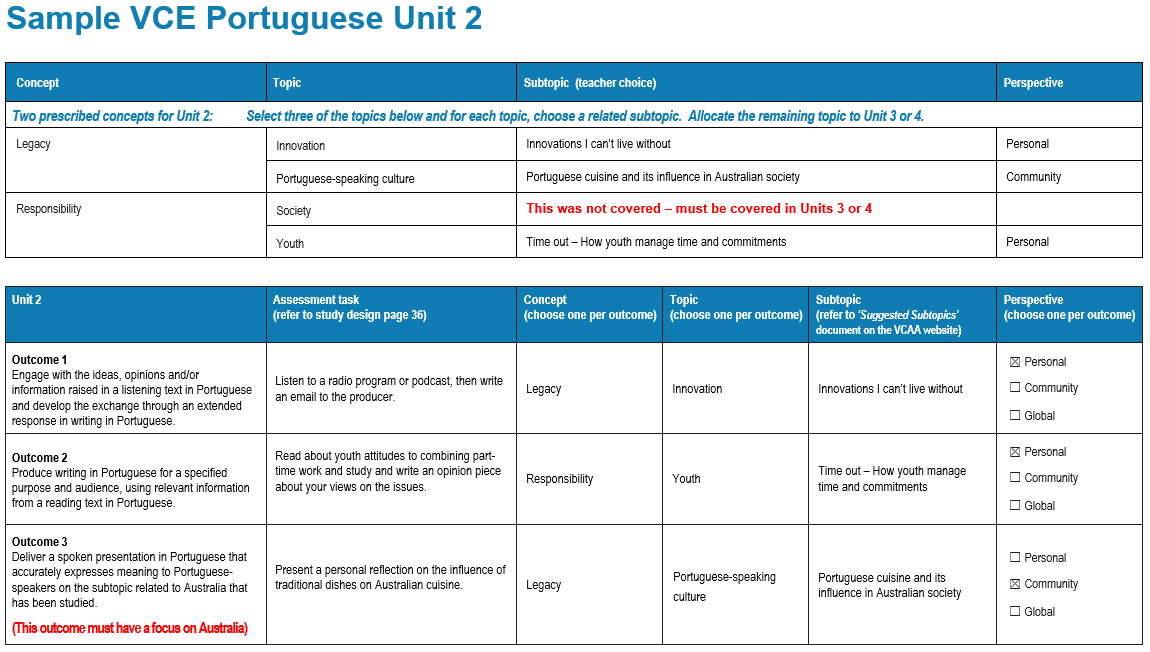 Sample VCE Portuguese Unit 2
Concept
Topic
Subtopic (teacher choice)
Perspective
Two prescribed concepts for Unit 2: Select three of the topics below and for each topic, choose a related subtopic. Allocate the remaining topic to Unit 3 or 4.
Legacy
Innovation
Innovations I can't live without
Personal
Portuguese-speaking culture
Portuguese cuisine and its influence in Australian society
Community
Responsibility
Society
This was not covered – must be covered in Units 3 or 4
Youth
Time out – How youth manage time and commitments
Personal
Unit 2
Assessment task
(refer to study design page 36)
Concept
(choose one per outcome)
Topic
(choose one per outcome)
Subtopic
(refer to 'Suggested Subtopics'
document on the VCAA website)
Perspective
(choose one per outcome)
Outcome 1
Engage with the ideas, opinions and/or
information raised in a listening text in Portuguese
and develop the exchange through an extended
response in writing in Portuguese.
Listen to a radio program or podcast, then write
an email to the producer.
Legacy
Innovation
Innovations I can't live without
☒ Personal
☐ Community
☐ Global
Outcome 2
Produce writing in Portuguese for a specified
purpose and audience, using relevant information
from a reading text in Portuguese.
Read about youth attitudes to combining part-
time work and study and write an opinion piece
about your views on the issues.
Responsibility
Youth
Time out – How youth manage
time and commitments
☒ Personal
☐ Community
☐ Global
Outcome 3
Deliver a spoken presentation in Portuguese that
accurately expresses meaning to Portuguese-
speakers on the subtopic related to Australia that
has been studied.
(This outcome must have a focus on Australia)
Present a personal reflection on the influence of
traditional dishes on Australian cuisine.
Legacy
Portuguese-speaking
culture
Portuguese cuisine and its
influence in Australian society
☐ Personal
☒ Community
☐ Global